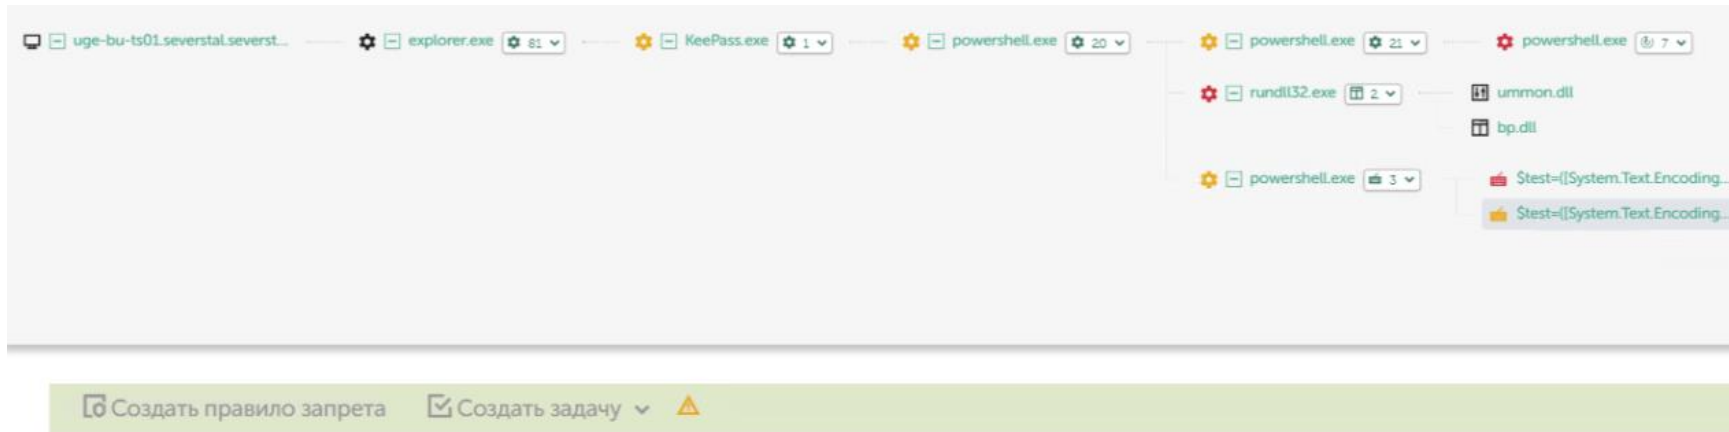 uge-bu-ts01.severstal.severst... explorer.exe 81 KeePass.exe 1 powershell.exe 20 powershell.exe 21 powershell.exe 7
rundll32.exe 2 ummon.dll
bp.dll
powershell.exe 3 $test=([System.Text.Encoding...
$test=([System.Text.Encoding...
Создать правило запрета Создать задачу